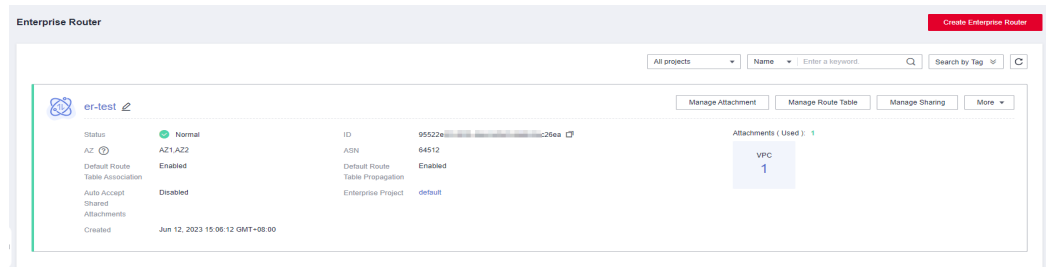 Enterprise Router
Create Enterprise Router
All projects
Name
Enter a keyword.
Search by Tag
er-test
Manage Attachment
Manage Route Table
Manage Sharing
More
Status
Normal
ID
95522e
c26ea
Attachments ( Used ): 1
AZ
AZ1,AZ2
ASN
64512
VPC
1
Default Route
Table Association
Enabled
Default Route
Table Propagation
Enabled
Auto Accept
Shared
Attachments
Disabled
Enterprise Project
default
Created
Jun 12, 2023 15:06:12 GMT+08:00